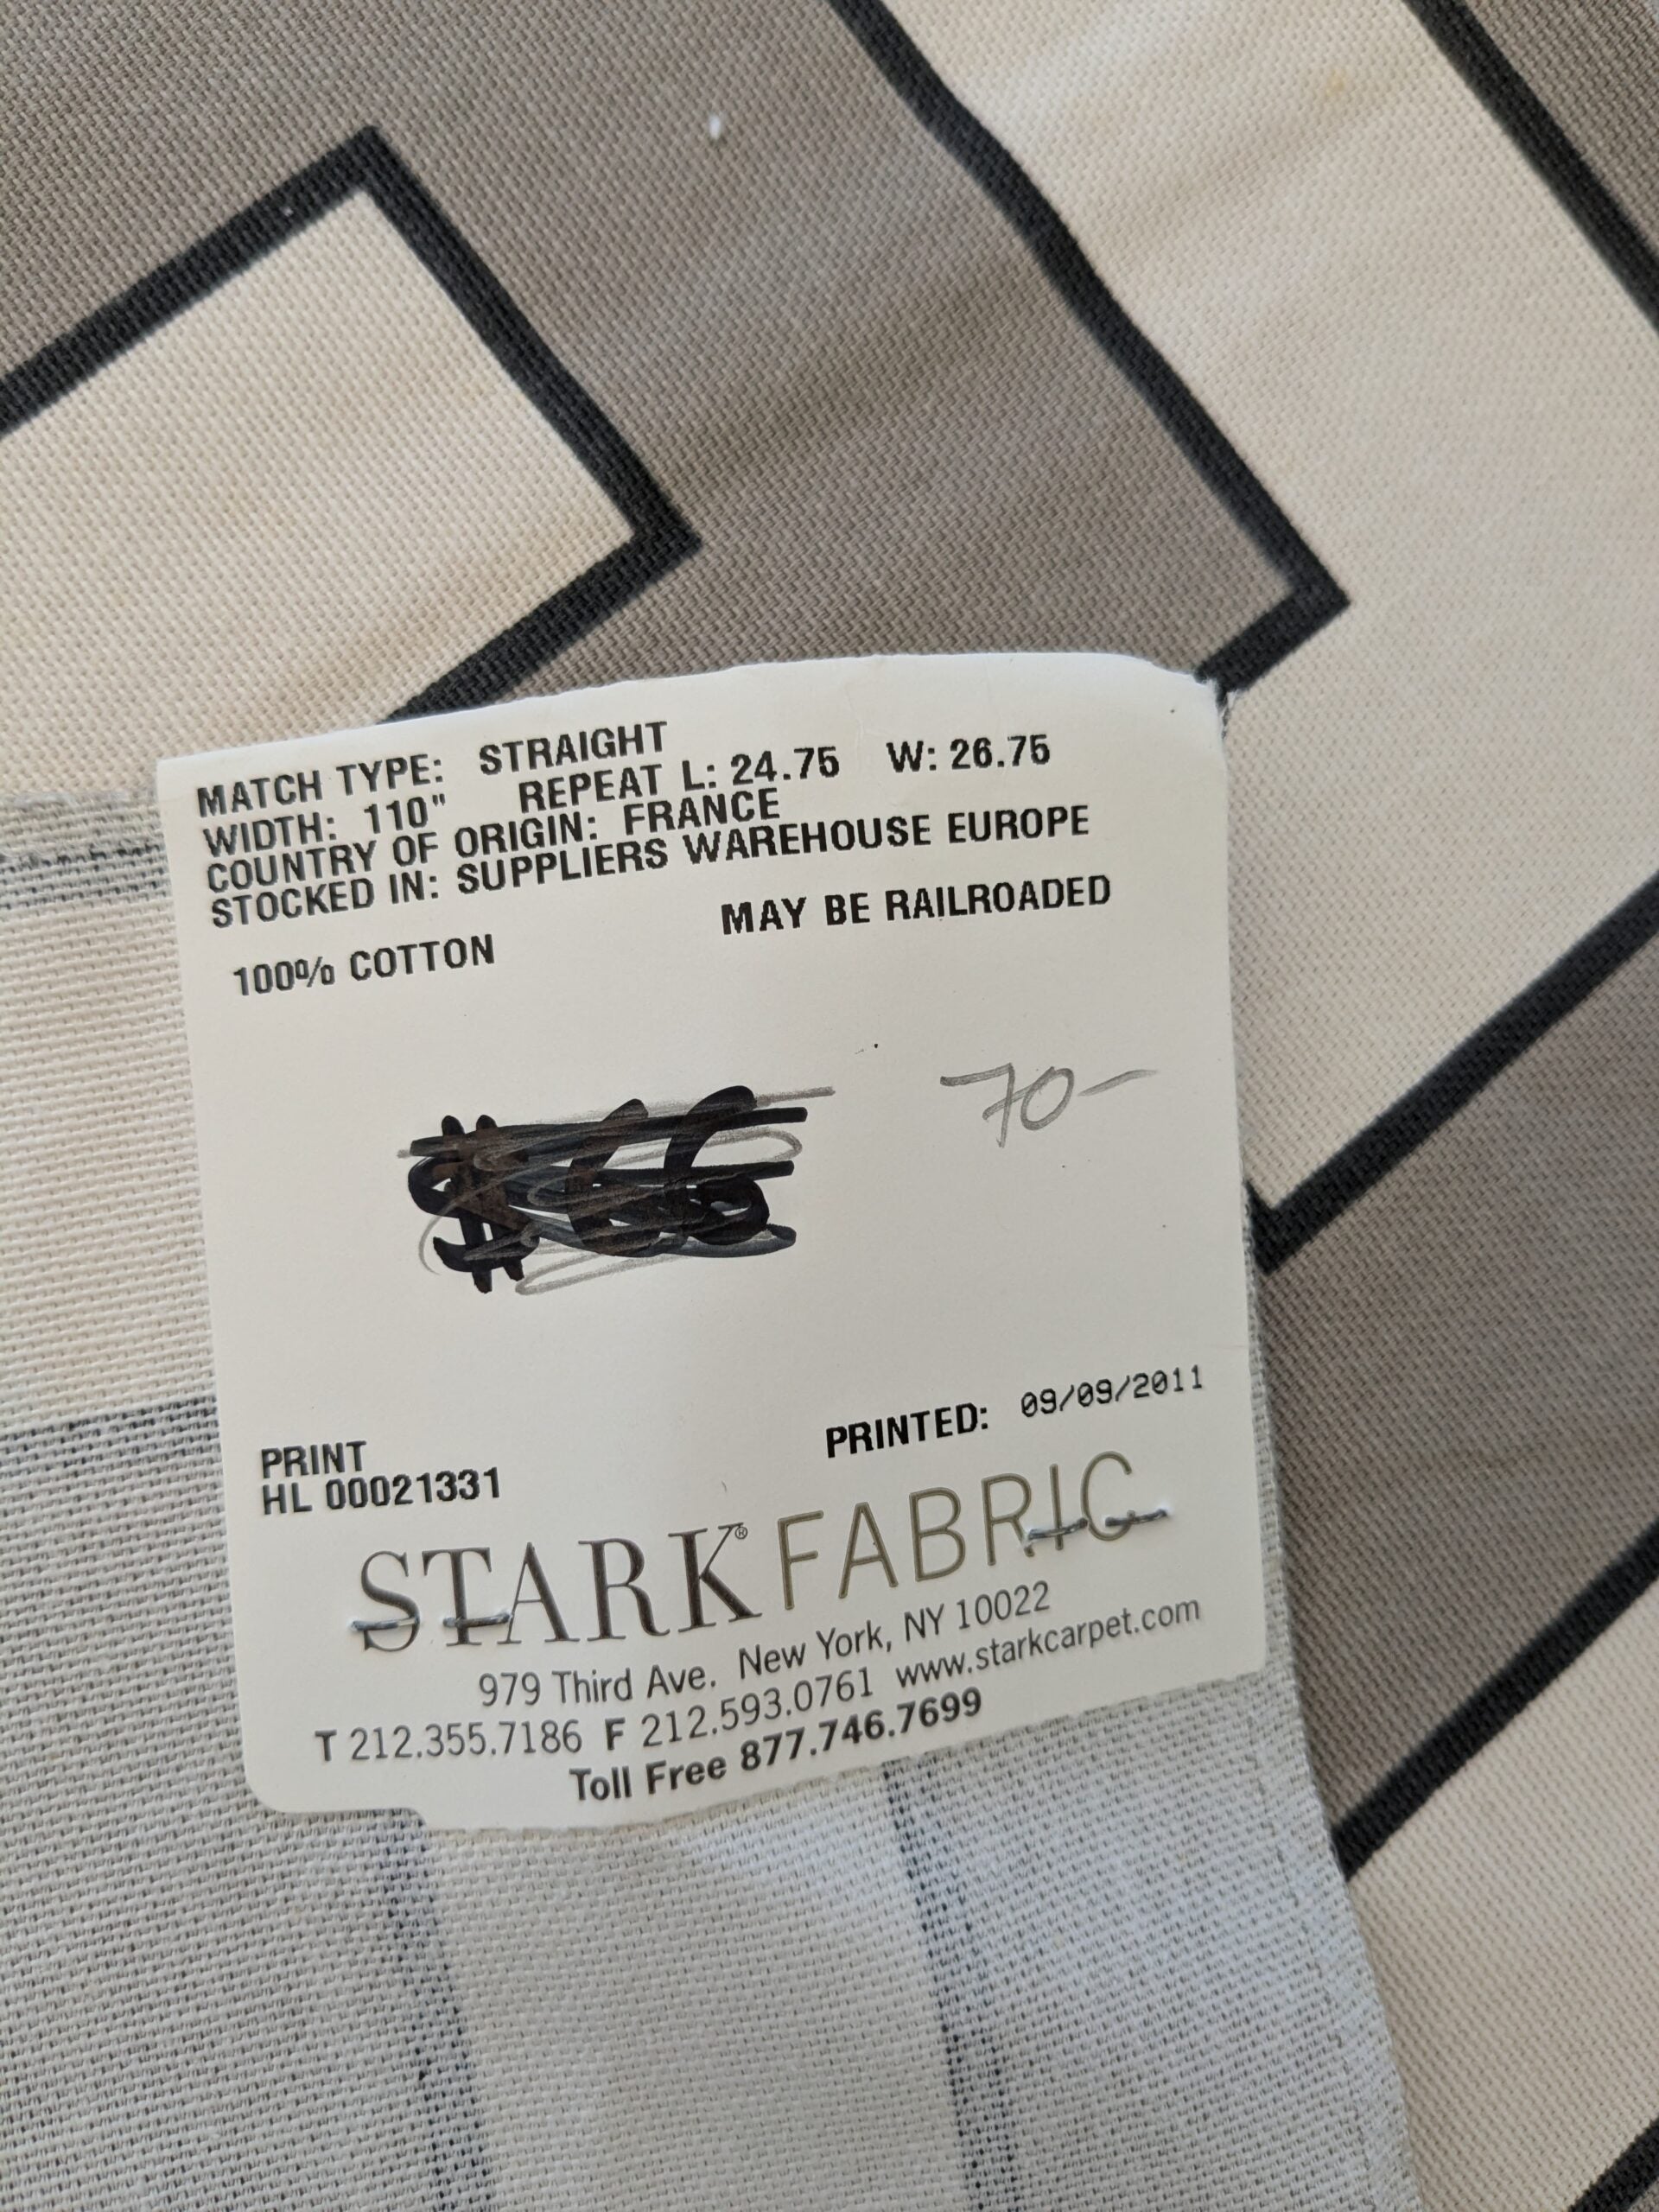 MATCH TYPE: STRAIGHT
WIDTH: 110" REPEAT L: 24.75 W: 26.75
COUNTRY OF ORIGIN: FRANCE
STOCKED IN: SUPPLIERS WAREHOUSE EUROPE
MAY BE RAILROADED
100% COTTON
70-
PRINTED: 09/09/2011
PRINT
HL 00021331
STARK® FABRIC
979 Third Ave. New York, NY 10022
T 212.355.7186 F 212.593.0761 www.starkcarpet.com
Toll Free 877.746.7699